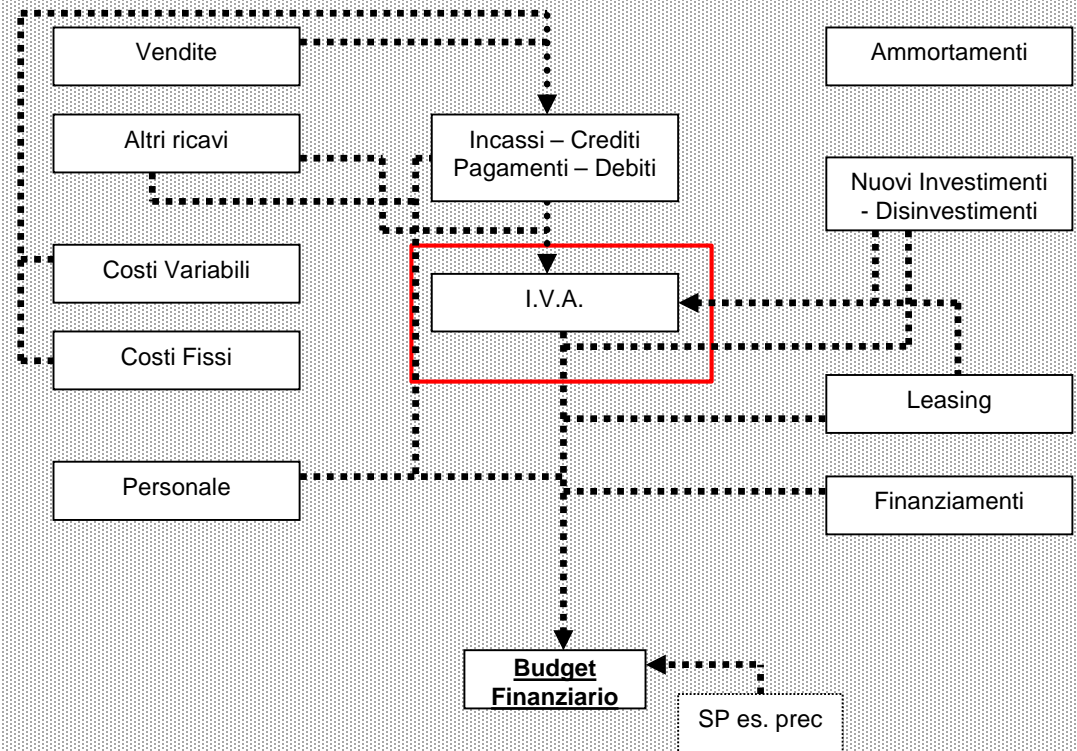 Vendite
Ammortamenti
Altri ricavi
Incassi – Crediti
Pagamenti – Debiti
Nuovi Investimenti
- Disinvestimenti
Costi Variabili
I.V.A.
Costi Fissi
Leasing
Personale
Finanziamenti
Budget
Finanziario
SP es. prec